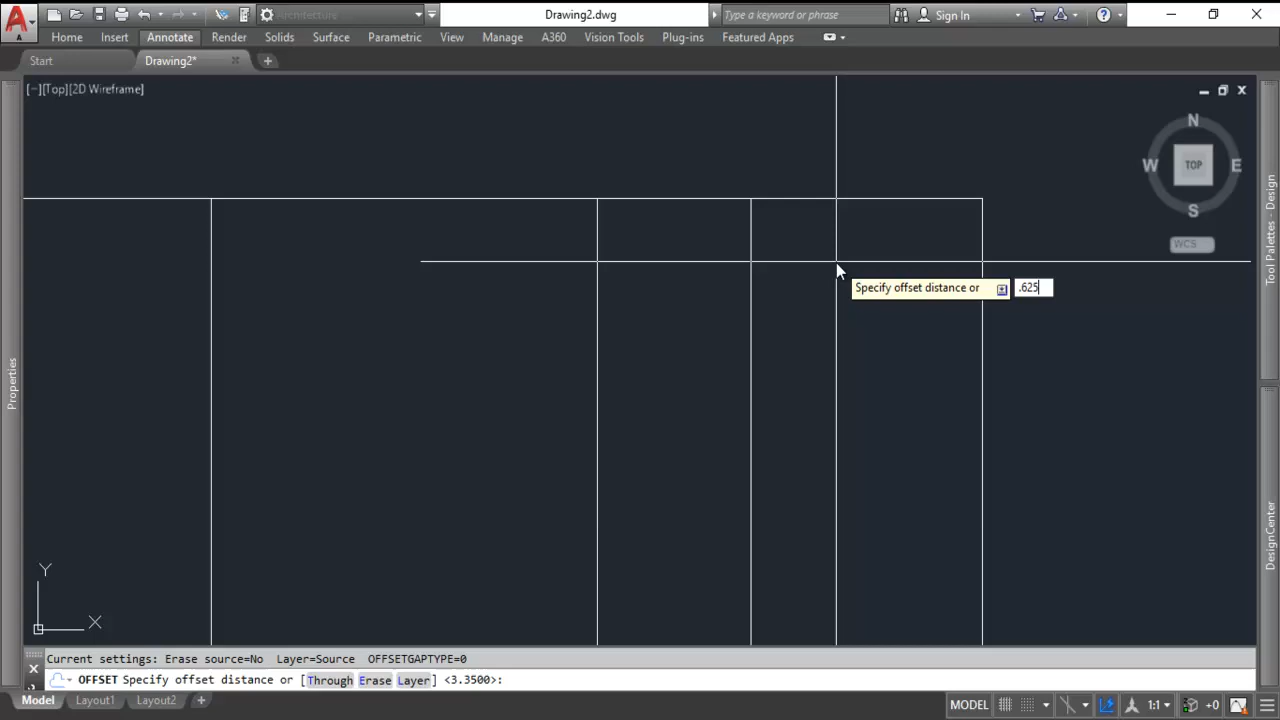 A
Architecture
Drawing2.dwg
Type a keyword or phrase
Sign In
Home Insert Annotate Render Solids Surface Parametric View Manage A360 Vision Tools Plug-ins Featured Apps
Start Drawing2*
[−][Top][2D Wireframe]
N
W TOP E
S
WCS
Tool Palettes - Design
Specify offset distance or .625
Properties
DesignCenter
Y
X
Current settings: Erase source=No Layer=Source OFFSETGAPTYPE=0
OFFSET Specify offset distance or [Through Erase Layer] <3.3500>:
Model Layout1 Layout2 + MODEL 1:1